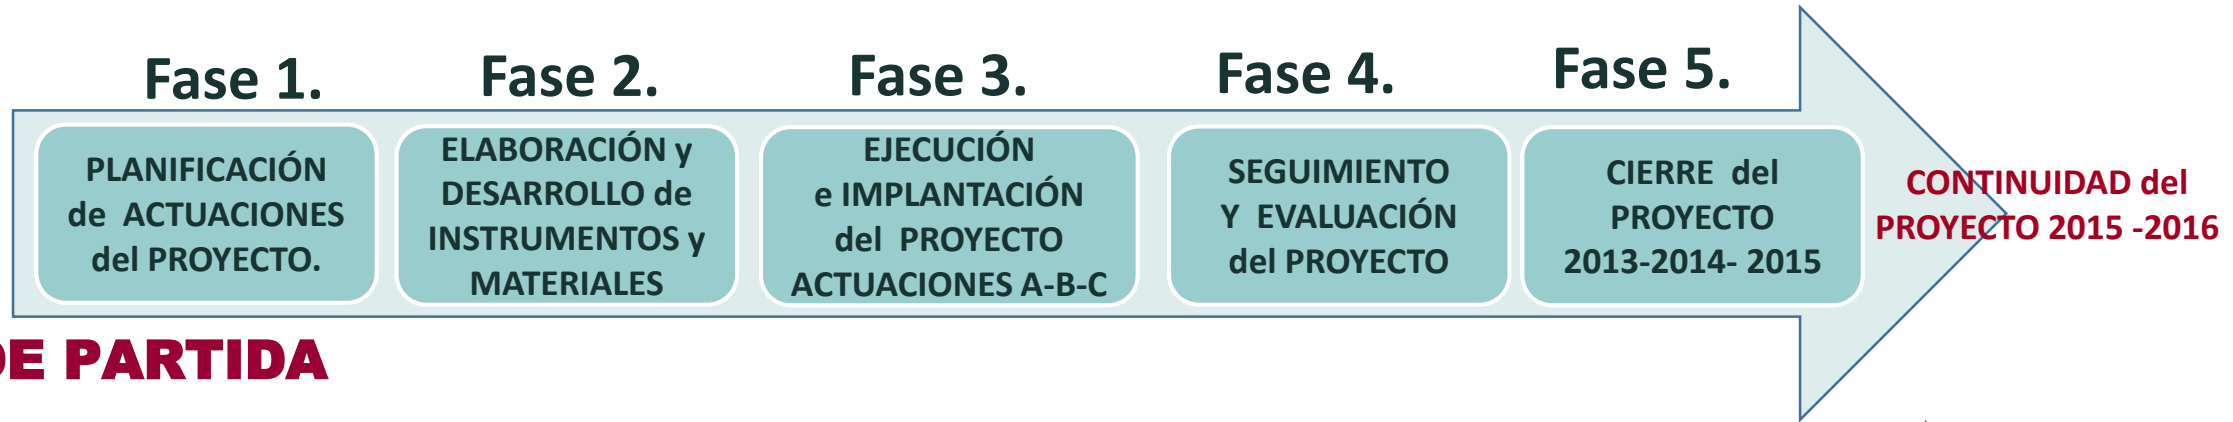 Fase 1.
PLANIFICACIÓN
de ACTUACIONES
del PROYECTO.
Fase 2.
ELABORACIÓN y
DESARROLLO de
INSTRUMENTOS y
MATERIALES
Fase 3.
EJECUCIÓN
e IMPLANTACIÓN
del PROYECTO
ACTUACIONES A-B-C
Fase 4.
SEGUIMIENTO
Y EVALUACIÓN
del PROYECTO
Fase 5.
CIERRE del
PROYECTO
2013-2014- 2015
CONTINUIDAD del
PROYECTO 2015 -2016
DE PARTIDA